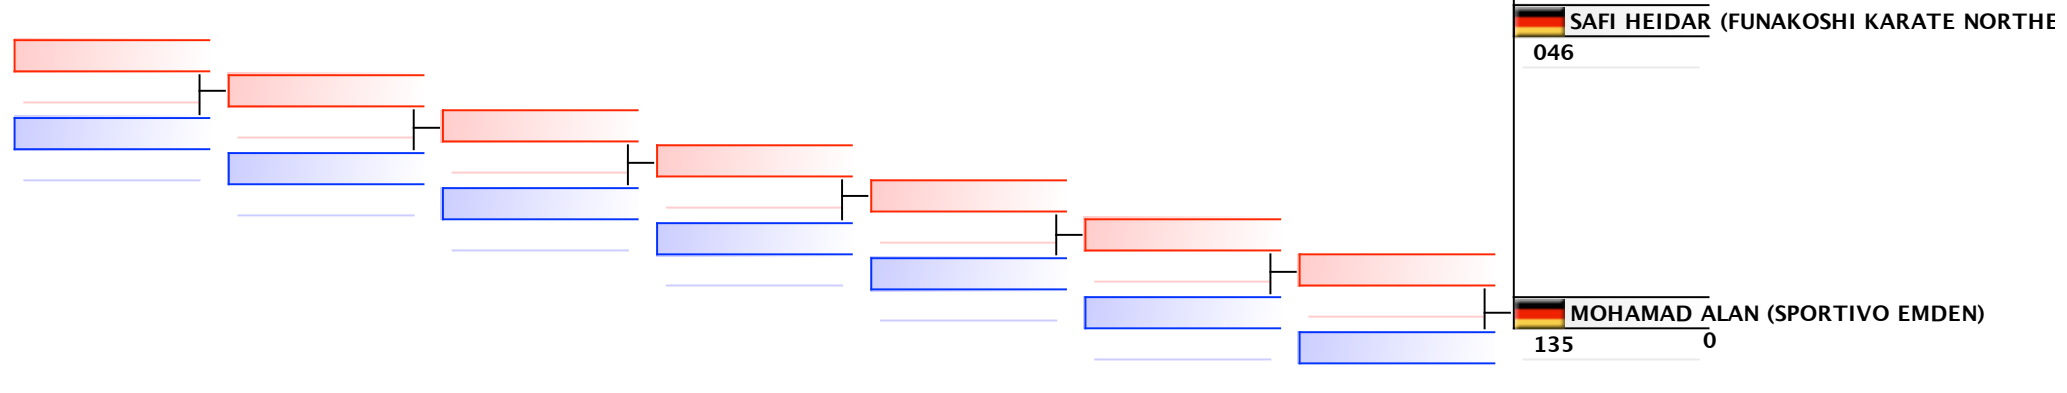 SAFI HEIDAR (FUNAKOSHI KARATE NORTHE
046
MOHAMAD ALAN (SPORTIVO EMDEN)
135
0